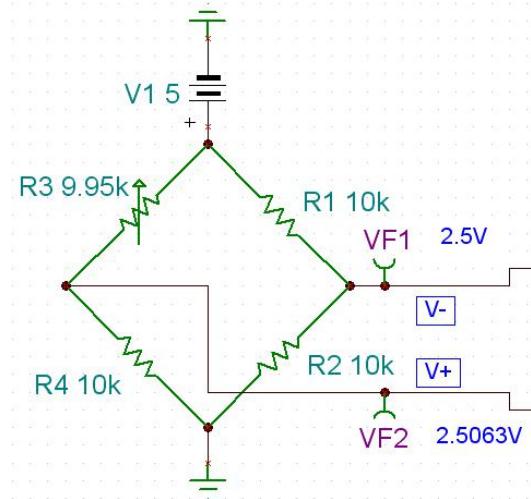 V1 5
+
R3 9.95k
R1 10k
VF1 2.5V
V-
R4 10k
R2 10k
V+
VF2 2.5063V